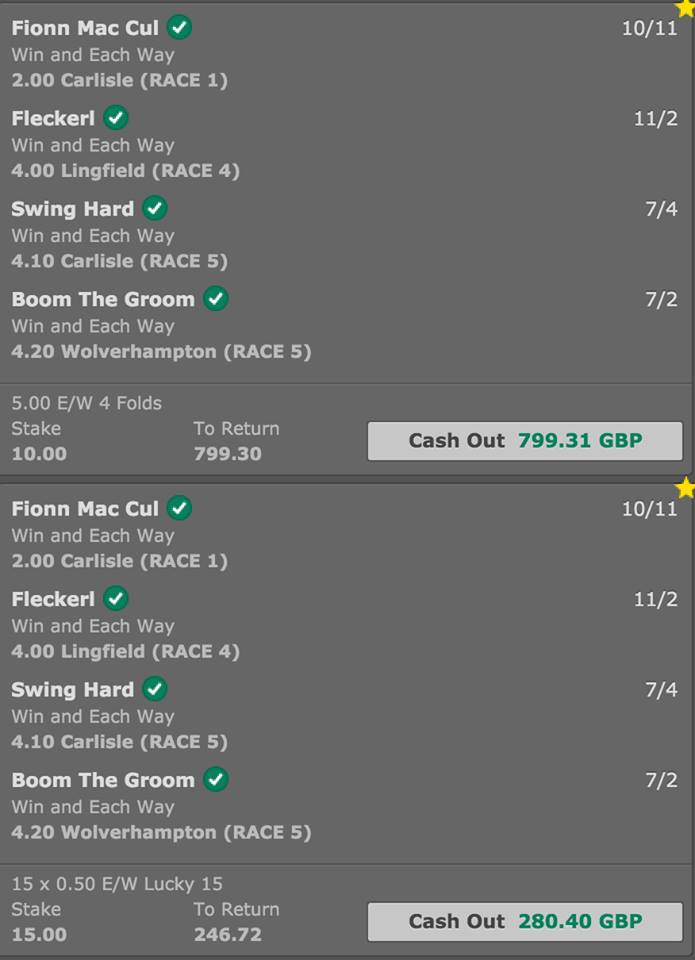 Fionn Mac Cul 10/11
Win and Each Way
2.00 Carlisle (RACE 1)
Fleckerl 11/2
Win and Each Way
4.00 Lingfield (RACE 4)
Swing Hard 7/4
Win and Each Way
4.10 Carlisle (RACE 5)
Boom The Groom 7/2
Win and Each Way
4.20 Wolverhampton (RACE 5)
5.00 E/W 4 Folds
Stake To Return
10.00 799.30
Cash Out 799.31 GBP
Fionn Mac Cul 10/11
Win and Each Way
2.00 Carlisle (RACE 1)
Fleckerl 11/2
Win and Each Way
4.00 Lingfield (RACE 4)
Swing Hard 7/4
Win and Each Way
4.10 Carlisle (RACE 5)
Boom The Groom 7/2
Win and Each Way
4.20 Wolverhampton (RACE 5)
15 x 0.50 E/W Lucky 15
Stake To Return
15.00 246.72
Cash Out 280.40 GBP